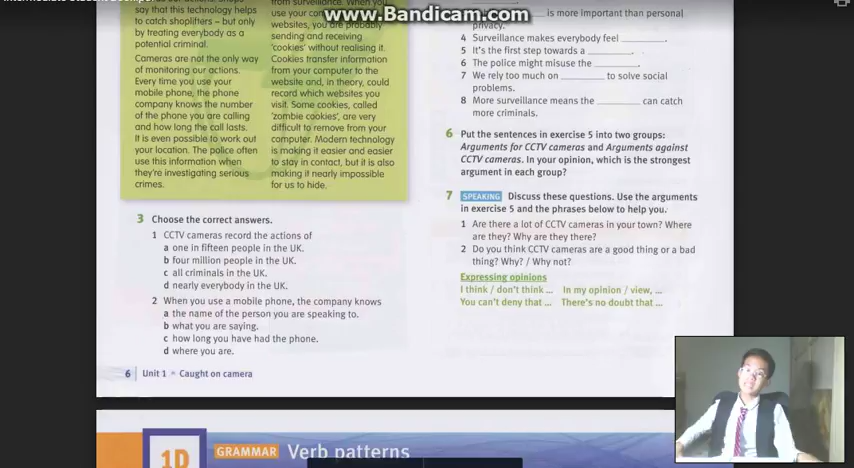 www.Bandicam.com
say that this technology helps
to catch shoplifters – but only
by treating everybody as a
potential criminal.
Cameras are not the only way
of monitoring our actions.
Every time you use your
mobile phone, the phone
company knows the number
of the phone you are calling
and how long the call lasts.
It is even possible to work out
your location. The police often
use this information when
they're investigating serious
crimes.
from surveillance. When you
use your
websites, you are probably
sending and receiving
'cookies' without realising it.
Cookies transfer information
from your computer to the
website and, in theory, could
record which websites you
visit. Some cookies, called
'zombie cookies', are very
difficult to remove from your
computer. Modern technology
is making it easier and easier
to stay in contact, but it is also
making it nearly impossible
for us to hide.
3 Choose the correct answers.
1 CCTV cameras record the actions of
a one in fifteen people in the UK.
b four million people in the UK.
c all criminals in the UK.
d nearly everybody in the UK.
2 When you use a mobile phone, the company knows
a the name of the person you are speaking to.
b what you are saying.
c how long you have had the phone.
d where you are.
6 Unit 1 • Caught on camera
is more important than personal
privacy.
4 Surveillance makes everybody feel ________.
5 It's the first step towards a ________.
6 The police might misuse the ________.
7 We rely too much on ________ to solve social
problems.
8 More surveillance means the ________ can catch
more criminals.
6 Put the sentences in exercise 5 into two groups:
Arguments for CCTV cameras and Arguments against
CCTV cameras. In your opinion, which is the strongest
argument in each group?
7 SPEAKING Discuss these questions. Use the arguments
in exercise 5 and the phrases below to help you.
1 Are there a lot of CCTV cameras in your town? Where
are they? Why are they there?
2 Do you think CCTV cameras are a good thing or a bad
thing? Why? / Why not?
Expressing opinions
I think / don't think ... In my opinion / view, ...
You can't deny that ... There's no doubt that ...
1D GRAMMAR Verb patterns